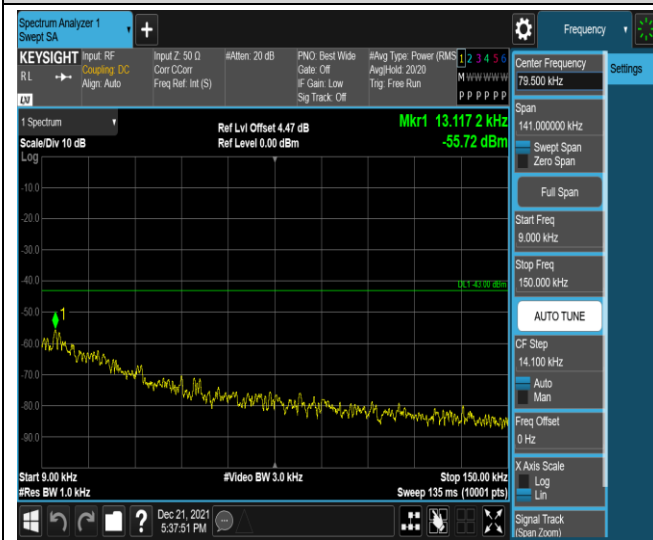 Spectrum Analyzer 1
Swept SA
+
Frequency
KEYSIGHT
RL
LXI
Input: RF
Coupling: DC
Align: Auto
Input Z: 50 Ω
Corr CCorr
Freq Ref: Int (S)
#Atten: 20 dB
PNO: Best Wide
Gate: Off
IF Gain: Low
Sig Track: Off
#Avg Type: Power (RMS
Avg|Hold: 20/20
Trig: Free Run
1 2 3 4 5 6
M W W W W W
P P P P P P
1 Spectrum
Scale/Div 10 dB
Log
Ref Lvl Offset 4.47 dB
Ref Level 0.00 dBm
Mkr1 13.117 2 kHz
-55.72 dBm
-10.0
-20.0
-30.0
-40.0
DL1 -43.00 dBm
-50.0
1
-60.0
-70.0
-80.0
-90.0
Start 9.00 kHz
#Res BW 1.0 kHz
#Video BW 3.0 kHz
Stop 150.00 kHz
Sweep 135 ms (10001 pts)
?
Dec 21, 2021
5:37:51 PM
Center Frequency
79.500 kHz
Settings
Span
141.000000 kHz
Swept Span
Zero Span
Full Span
Start Freq
9.000 kHz
Stop Freq
150.000 kHz
AUTO TUNE
CF Step
14.100 kHz
Auto
Man
Freq Offset
0 Hz
X Axis Scale
Log
Lin
Signal Track
(Span Zoom)